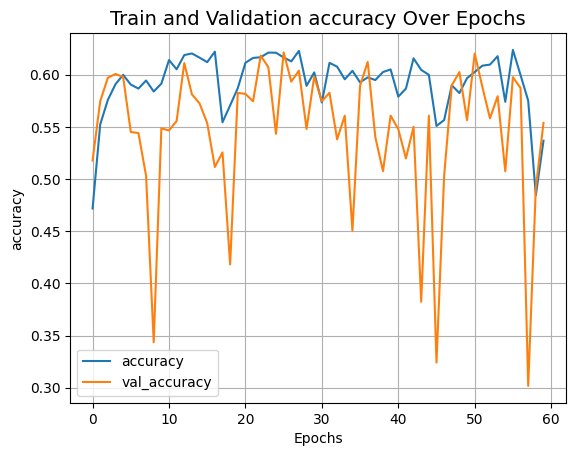 Train and Validation accuracy Over Epochs
accuracy
0.60
0.55
0.50
0.45
0.40
0.35
0.30
accuracy
val_accuracy
0 10 20 30 40 50 60
Epochs